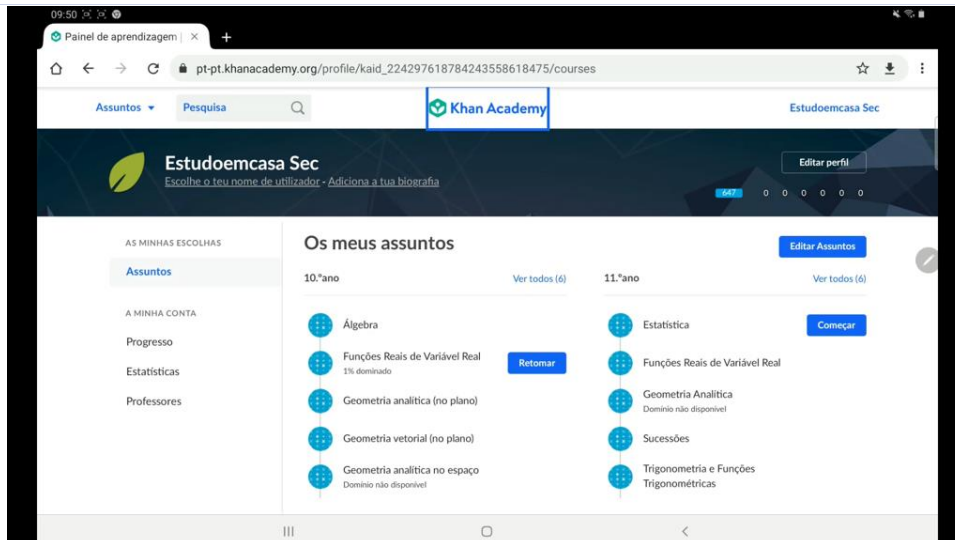 09:50
Painel de aprendizagem |
pt-pt.khanacademy.org/profile/kaid_224297618784243558618475/courses
Assuntos
Pesquisa
Khan Academy
Estudoemcasa Sec
Estudoemcasa Sec
Escolhe o teu nome de utilizador - Adiciona a tua biografia
Editar perfil
647 0 0 0 0 0 0
AS MINHAS ESCOLHAS
Assuntos
A MINHA CONTA
Progresso
Estatísticas
Professores
Os meus assuntos
Editar Assuntos
10.ºano
Ver todos (6)
Álgebra
Funções Reais de Variável Real
1% dominado
Retomar
Geometria analítica (no plano)
Geometria vetorial (no plano)
Geometria analítica no espaço
Domínio não disponível
11.ºano
Ver todos (6)
Estatística
Começar
Funções Reais de Variável Real
Geometria Analítica
Domínio não disponível
Sucessões
Trigonometria e Funções
Trigonométricas